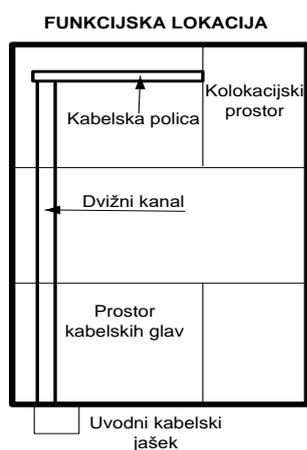 FUNKCIJSKA LOKACIJA
Kolokacijski
prostor
Kabelska polica
Dvižni kanal
Prostor
kabelskih glav
Uvodni kabelski
jašek